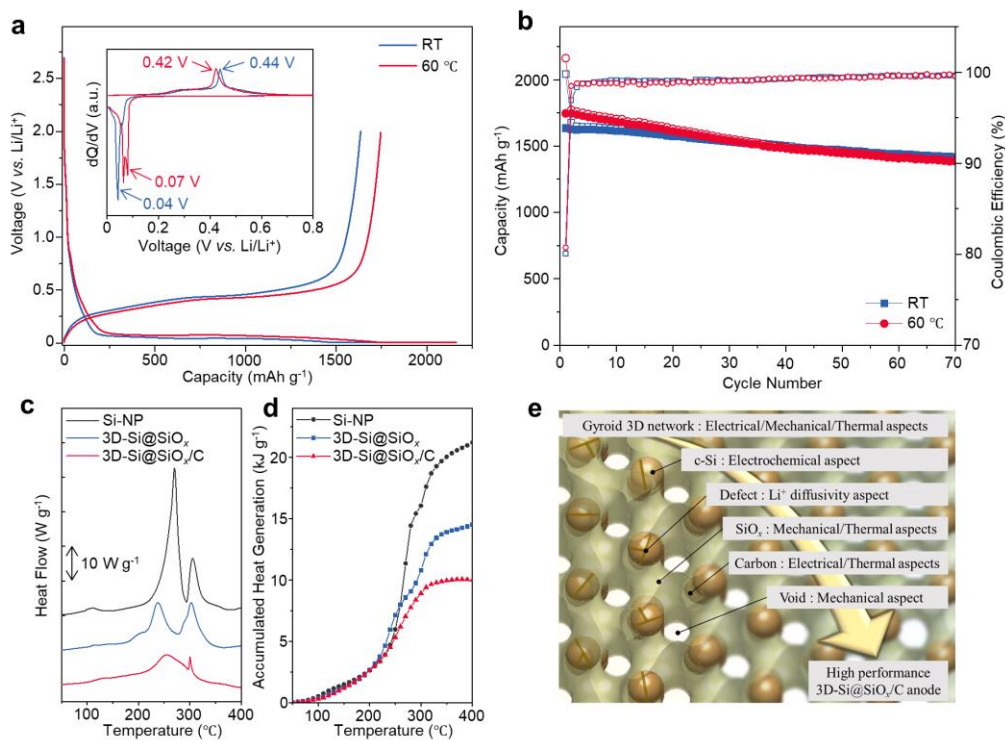 a
RT
60 °C
0.42 V
0.44 V
0.07 V
0.04 V
dQ/dV (a.u.)
0.0 0.2 0.4 0.6 0.8
Voltage (V vs. Li/Li⁺)
Voltage (V vs. Li/Li⁺)
2.5
2.0
1.5
1.0
0.5
0
0 500 1000 1500 2000
Capacity (mAh g⁻¹)
b
Capacity (mAh g⁻¹)
2000
1750
1500
1250
1000
750
500
250
0
100
90
80
70
Coulombic Efficiency (%)
RT
60 °C
0 10 20 30 40 50 60 70
Cycle Number
c
Si-NP
3D-Si@SiOₓ
3D-Si@SiOₓ/C
10 W g⁻¹
Heat Flow (W g⁻¹)
100 200 300 400
Temperature (℃)
d
Si-NP
3D-Si@SiOₓ
3D-Si@SiOₓ/C
Accumulated Heat Generation (kJ g⁻¹)
20
15
10
5
0
100 200 300 400
Temperature (℃)
e
Gyroid 3D network : Electrical/Mechanical/Thermal aspects
c-Si : Electrochemical aspect
Defect : Li⁺ diffusivity aspect
SiOₓ : Mechanical/Thermal aspects
Carbon : Electrical/Thermal aspects
Void : Mechanical aspect
High performance
3D-Si@SiOₓ/C anode